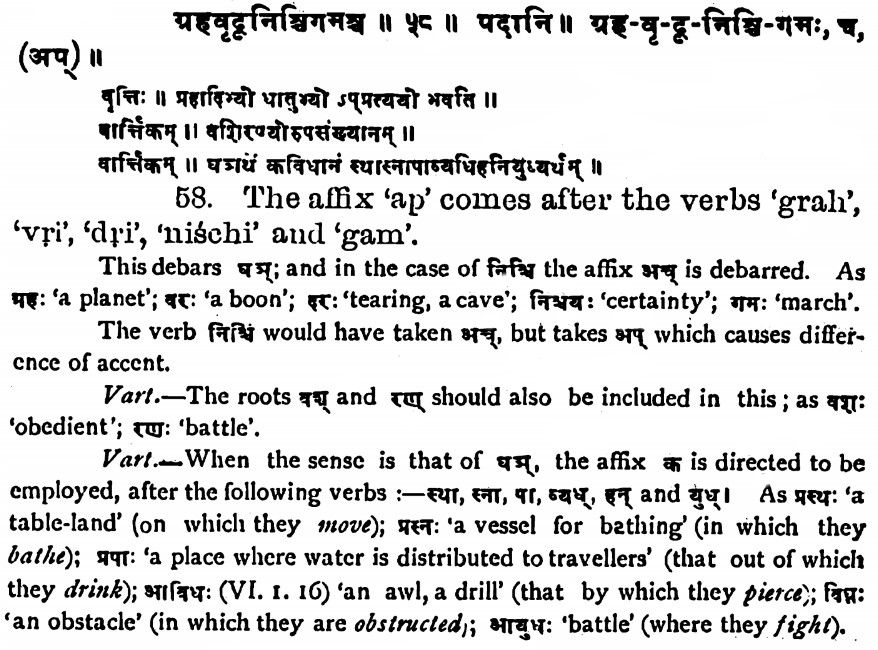 ग्रहवृदृनिश्चिगमश्च ॥ ५८ ॥ पदानि ॥ ग्रह-वृ-दृ-निश्चि-गमः, च,
(अप्) ॥
वृत्तिः ॥ ग्रहादिभ्यो धातुभ्यो ऽप्प्रत्ययो भवति ॥
वार्त्तिकम् ॥ वशिरण्योरुपसंख्यानम् ॥
वार्त्तिकम् ॥ घञर्थे कविधानं स्थास्नापाव्यधिहनियुध्यर्थम् ॥
58. The affix 'ap' comes after the verbs 'grah',
'vṛi', 'dṛi', 'niśchi' and 'gam'.
This debars घञ्; and in the case of निश्चि the affix अच् is debarred. As
ग्रहः 'a planet'; वरः 'a boon'; दरः 'tearing, a cave'; निश्चयः 'certainty'; गमः 'march'.
The verb निश्चि would have taken अच्, but takes अप् which causes differ-
ence of accent.
Vart.—The roots वश् and रण् should also be included in this; as वशः
'obedient'; रणः 'battle'.
Vart.—When the sense is that of घञ्, the affix क is directed to be
employed, after the following verbs :—स्था, स्ना, पा, व्यध्, हन् and युध्। As प्रस्थः 'a
table-land' (on which they move); प्रस्नः 'a vessel for bathing' (in which they
bathe); प्रपा: 'a place where water is distributed to travellers' (that out of which
they drink); आविधः (VI. 1. 16) 'an awl, a drill' (that by which they pierce); विघ्नः
'an obstacle' (in which they are obstructed); आयुधः 'battle' (where they fight).